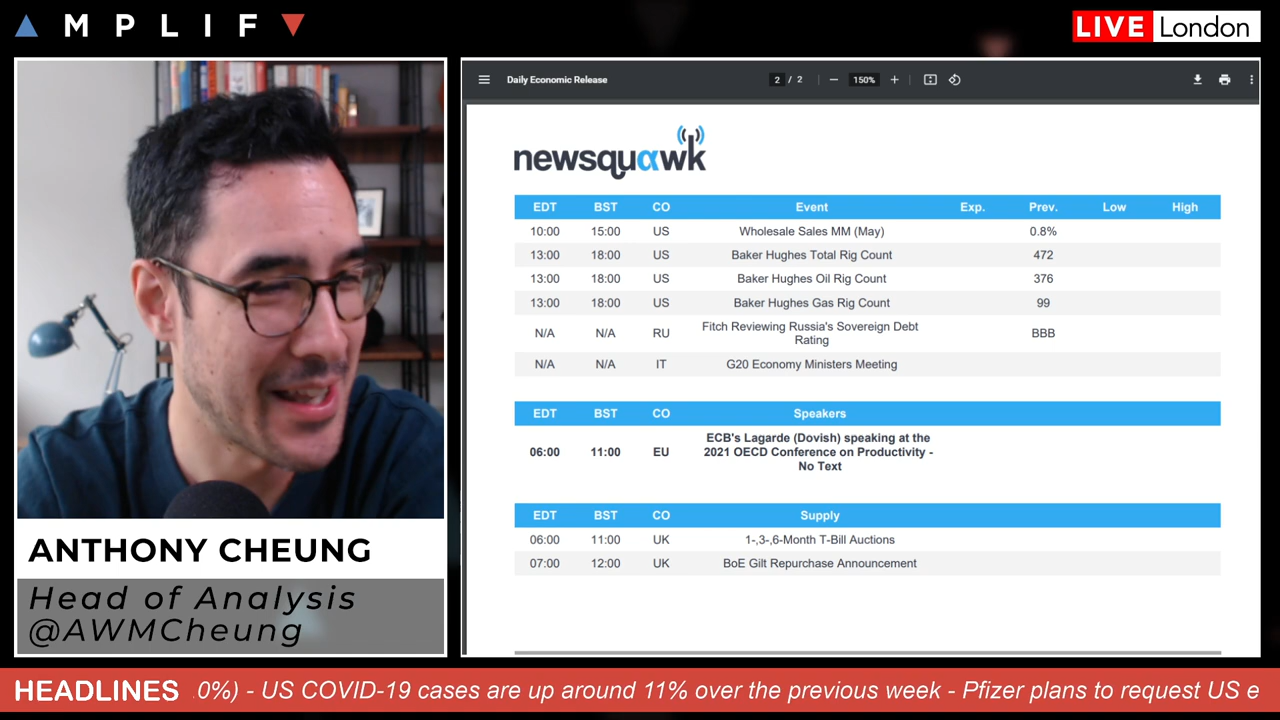 AMPLIFY
LIVE London
Daily Economic Release 2 / 2 150%
newsquawk
EDT BST CO Event Exp. Prev. Low High
10:00 15:00 US Wholesale Sales MM (May) 0.8%
13:00 18:00 US Baker Hughes Total Rig Count 472
13:00 18:00 US Baker Hughes Oil Rig Count 376
13:00 18:00 US Baker Hughes Gas Rig Count 99
N/A N/A RU Fitch Reviewing Russia's Sovereign Debt
Rating BBB
N/A N/A IT G20 Economy Ministers Meeting
EDT BST CO Speakers
06:00 11:00 EU ECB's Lagarde (Dovish) speaking at the
2021 OECD Conference on Productivity -
No Text
EDT BST CO Supply
06:00 11:00 UK 1-,3-,6-Month T-Bill Auctions
07:00 12:00 UK BoE Gilt Repurchase Announcement
ANTHONY CHEUNG
Head of Analysis
@AWMCheung
HEADLINES .0%) - US COVID-19 cases are up around 11% over the previous week - Pfizer plans to request US e